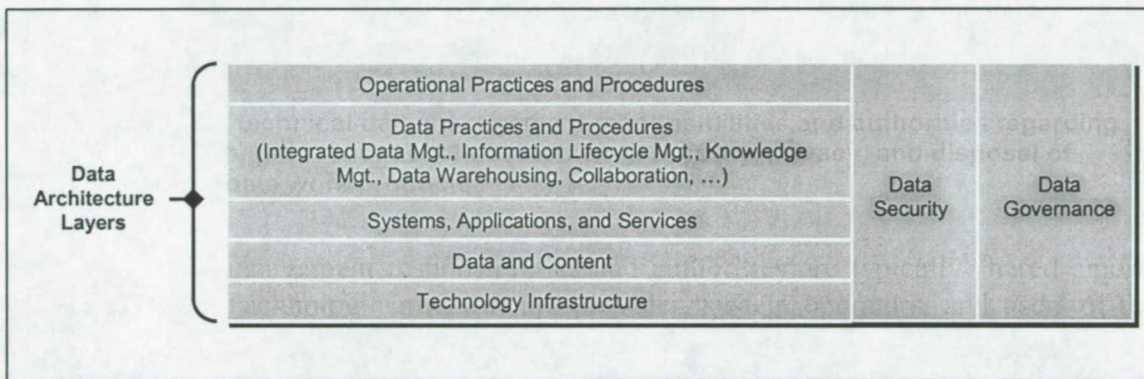 Operational Practices and Procedures
Data Practices and Procedures
(Integrated Data Mgt., Information Lifecycle Mgt., Knowledge
Mgt., Data Warehousing, Collaboration, ...)
Systems, Applications, and Services
Data and Content
Technology Infrastructure
Data
Architecture
Layers
Data
Security
Data
Governance